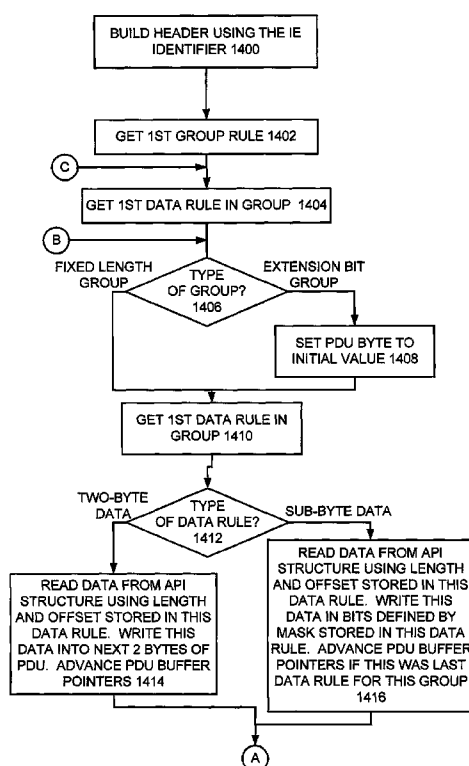 BUILD HEADER USING THE IE
IDENTIFIER 1400
GET 1ST GROUP RULE 1402
C
GET 1ST DATA RULE IN GROUP 1404
B
FIXED LENGTH
GROUP
TYPE
OF GROUP?
1406
EXTENSION BIT
GROUP
SET PDU BYTE TO
INITIAL VALUE 1408
GET 1ST DATA RULE IN
GROUP 1410
TWO-BYTE
DATA
TYPE
OF DATA RULE?
1412
SUB-BYTE DATA
READ DATA FROM API
STRUCTURE USING LENGTH
AND OFFSET STORED IN THIS
DATA RULE. WRITE THIS
DATA INTO NEXT 2 BYTES OF
PDU. ADVANCE PDU BUFFER
POINTERS 1414
READ DATA FROM API
STRUCTURE USING LENGTH
AND OFFSET STORED IN THIS
DATA RULE. WRITE THIS
DATA IN BITS DEFINED BY
MASK STORED IN THIS DATA
RULE. ADVANCE PDU BUFFER
POINTERS IF THIS WAS LAST
DATA RULE FOR THIS GROUP
1416
A